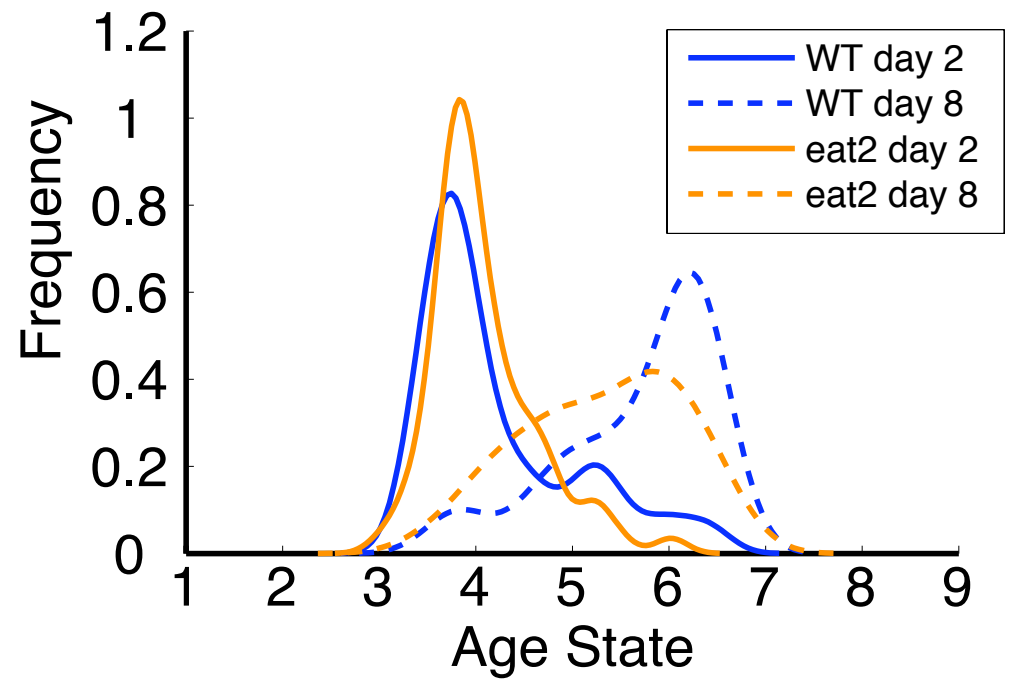 1.2
1
0.8
0.6
0.4
0.2
0
Frequency
1 2 3 4 5 6 7 8 9
Age State
WT day 2
WT day 8
eat2 day 2
eat2 day 8